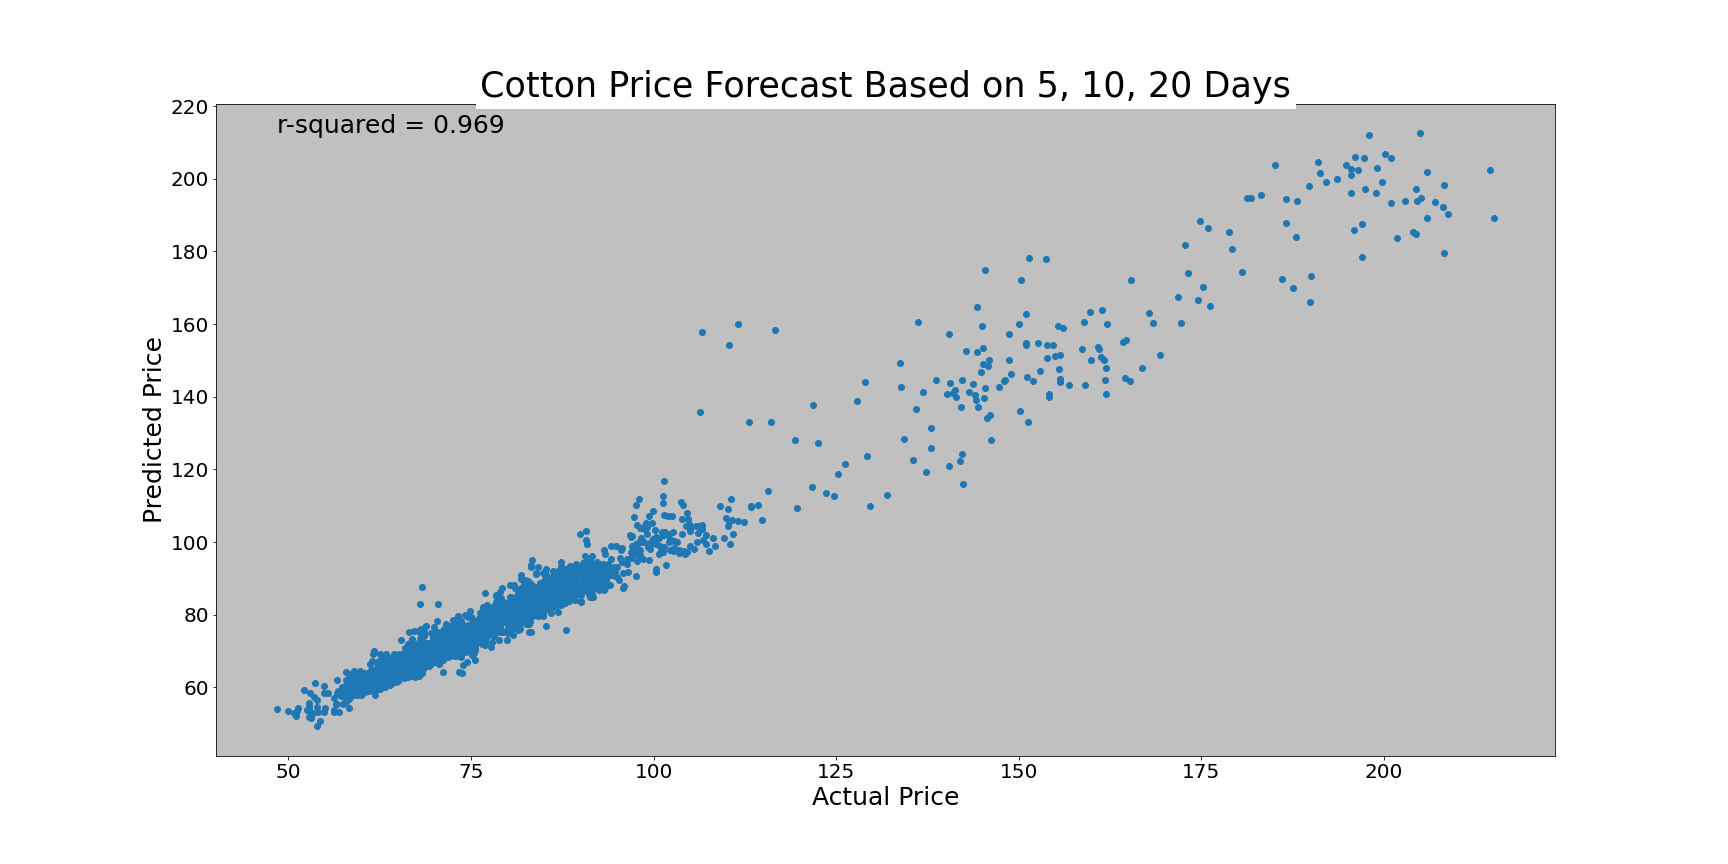 Cotton Price Forecast Based on 5, 10, 20 Days
r-squared = 0.969
220
200
180
160
140
120
100
80
60
Predicted Price
50 75 100 125 150 175 200
Actual Price